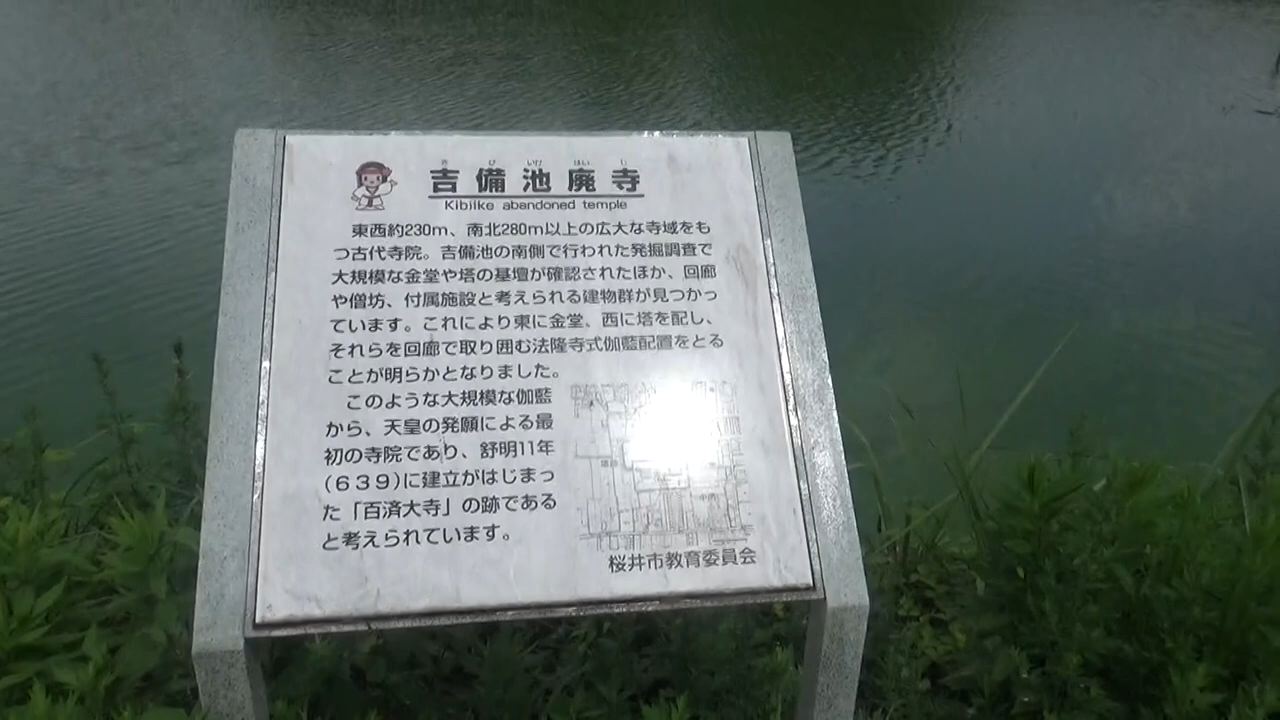 き び いけ はい じ
吉備池廃寺
Kibiike abandoned temple
東西約230m、南北280m以上の広大な寺域をも
つ古代寺院。吉備池の南側で行われた発掘調査で
大規模な金堂や塔の基壇が確認されたほか、回廊
や僧坊、付属施設と考えられる建物群が見つかっ
ています。これにより東に金堂、西に塔を配し、
それらを回廊で取り囲む法隆寺式伽藍配置をとる
ことが明らかとなりました。
このような大規模な伽藍
から、天皇の発願による最
初の寺院であり、舒明11年
(639)に建立がはじまっ
た「百済大寺」の跡である
と考えられています。
桜井市教育委員会